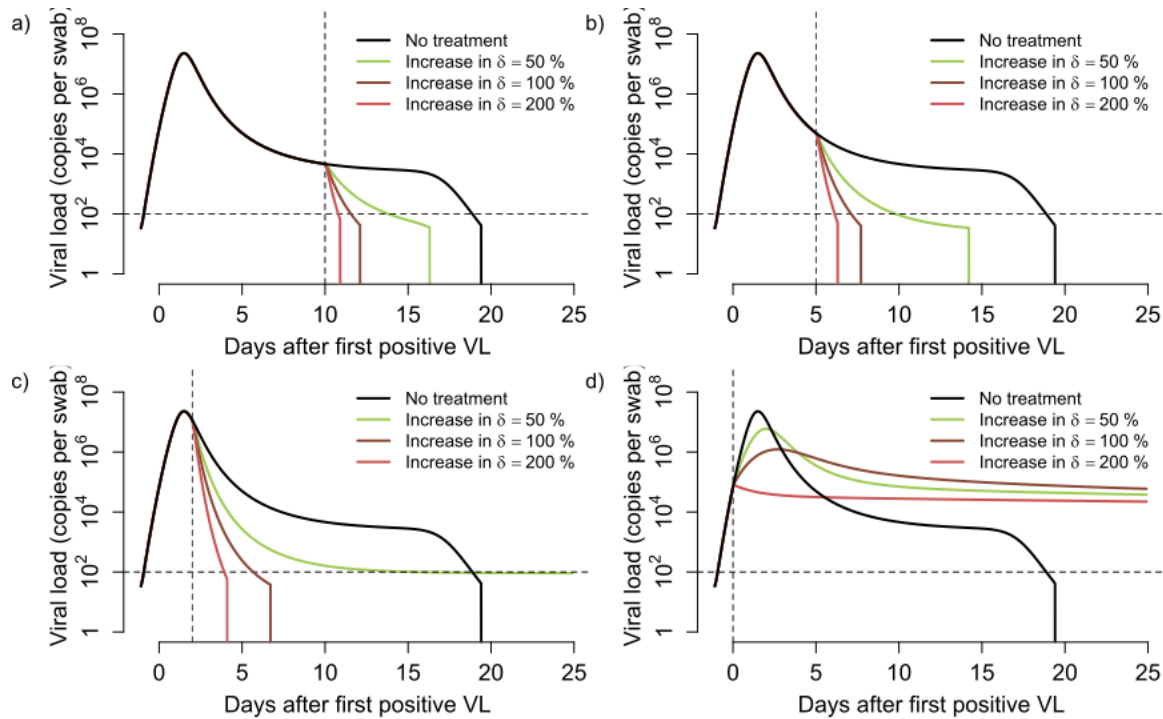 a)
Viral load (copies per swab)
10^8
10^6
10^4
10^2
1
No treatment
Increase in δ = 50 %
Increase in δ = 100 %
Increase in δ = 200 %
0 5 10 15 20 25
Days after first positive VL
b)
Viral load (copies per swab)
10^8
10^6
10^4
10^2
1
No treatment
Increase in δ = 50 %
Increase in δ = 100 %
Increase in δ = 200 %
0 5 10 15 20 25
Days after first positive VL
c)
Viral load (copies per swab)
10^8
10^6
10^4
10^2
1
No treatment
Increase in δ = 50 %
Increase in δ = 100 %
Increase in δ = 200 %
0 5 10 15 20 25
Days after first positive VL
d)
Viral load (copies per swab)
10^8
10^6
10^4
10^2
1
No treatment
Increase in δ = 50 %
Increase in δ = 100 %
Increase in δ = 200 %
0 5 10 15 20 25
Days after first positive VL